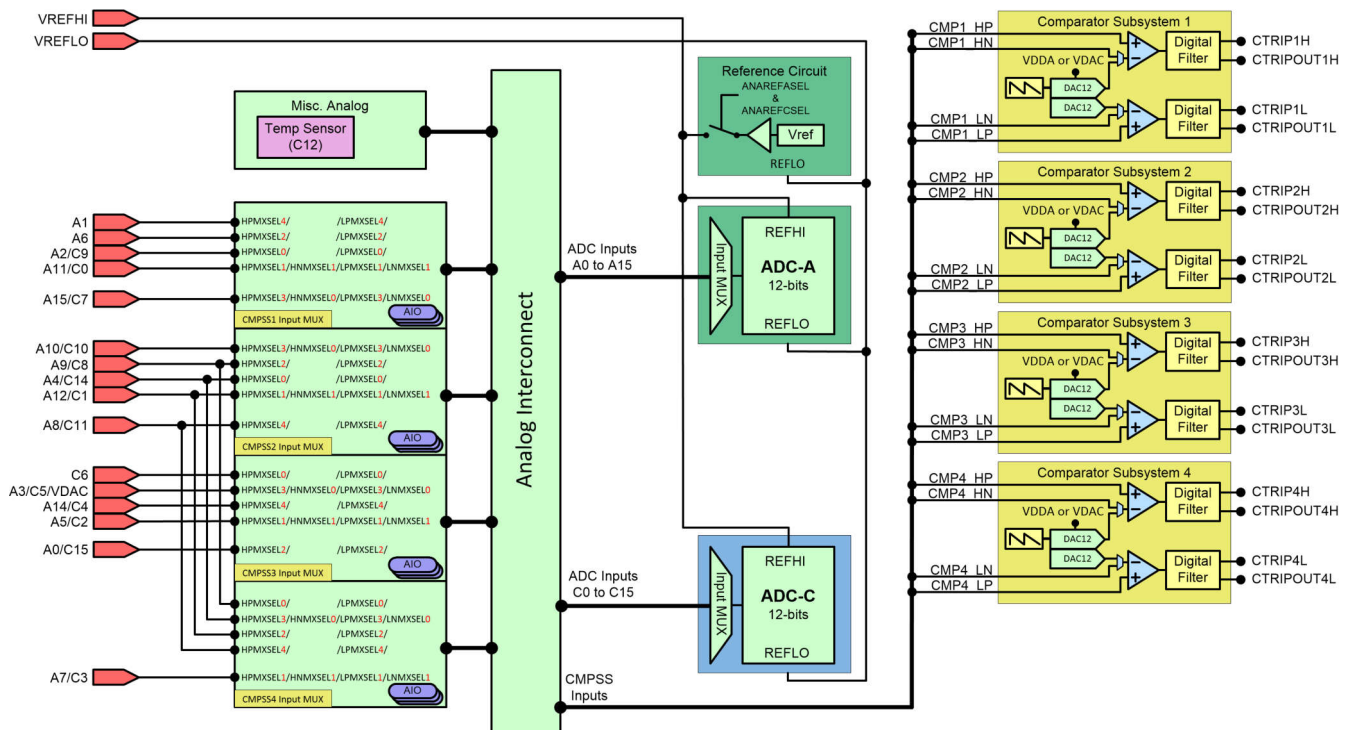 VREFHI
VREFLO
Misc. Analog
Temp Sensor
(C12)
A1
A6
A2/C9
A11/C0
A15/C7
HPMXSEL4/ /LPMXSEL4/
HPMXSEL2/ /LPMXSEL2/
HPMXSEL0/ /LPMXSEL0/
HPMXSEL1/HNMXSEL1/LPMXSEL1/LNMXSEL1
HPMXSEL3/HNMXSEL0/LPMXSEL3/LNMXSEL0
AIO
CMPSS1 Input MUX
A10/C10
A9/C8
A4/C14
A12/C1
A8/C11
HPMXSEL3/HNMXSEL0/LPMXSEL3/LNMXSEL0
HPMXSEL2/ /LPMXSEL2/
HPMXSEL0/ /LPMXSEL0/
HPMXSEL1/HNMXSEL1/LPMXSEL1/LNMXSEL1
HPMXSEL4/ /LPMXSEL4/
AIO
CMPSS2 Input MUX
C6
A3/C5/VDAC
A14/C4
A5/C2
A0/C15
HPMXSEL0/ /LPMXSEL0/
HPMXSEL3/HNMXSEL0/LPMXSEL3/LNMXSEL0
HPMXSEL4/ /LPMXSEL4/
HPMXSEL1/HNMXSEL1/LPMXSEL1/LNMXSEL1
HPMXSEL2/ /LPMXSEL2/
AIO
CMPSS3 Input MUX
HPMXSEL0/ /LPMXSEL0/
HPMXSEL3/HNMXSEL0/LPMXSEL3/LNMXSEL0
HPMXSEL2/ /LPMXSEL2/
HPMXSEL4/ /LPMXSEL4/
A7/C3
HPMXSEL1/HNMXSEL1/LPMXSEL1/LNMXSEL1
AIO
CMPSS4 Input MUX
Analog Interconnect
ADC Inputs
A0 to A15
ADC Inputs
C0 to C15
CMPSS
Inputs
Reference Circuit
ANAREFASEL
&
ANAREFCSEL
Vref
REFLO
Input MUX
REFHI
ADC-A
12-bits
REFLO
Input MUX
REFHI
ADC-C
12-bits
REFLO
CMP1_HP
CMP1_HN
CMP1_LN
CMP1_LP
Comparator Subsystem 1
VDDA or VDAC
DAC12
DAC12
Digital
Filter
Digital
Filter
CTRIP1H
CTRIPOUT1H
CTRIP1L
CTRIPOUT1L
CMP2_HP
CMP2_HN
CMP2_LN
CMP2_LP
Comparator Subsystem 2
VDDA or VDAC
DAC12
DAC12
Digital
Filter
Digital
Filter
CTRIP2H
CTRIPOUT2H
CTRIP2L
CTRIPOUT2L
CMP3_HP
CMP3_HN
CMP3_LN
CMP3_LP
Comparator Subsystem 3
VDDA or VDAC
DAC12
DAC12
Digital
Filter
Digital
Filter
CTRIP3H
CTRIPOUT3H
CTRIP3L
CTRIPOUT3L
CMP4_HP
CMP4_HN
CMP4_LN
CMP4_LP
Comparator Subsystem 4
VDDA or VDAC
DAC12
DAC12
Digital
Filter
Digital
Filter
CTRIP4H
CTRIPOUT4H
CTRIP4L
CTRIPOUT4L